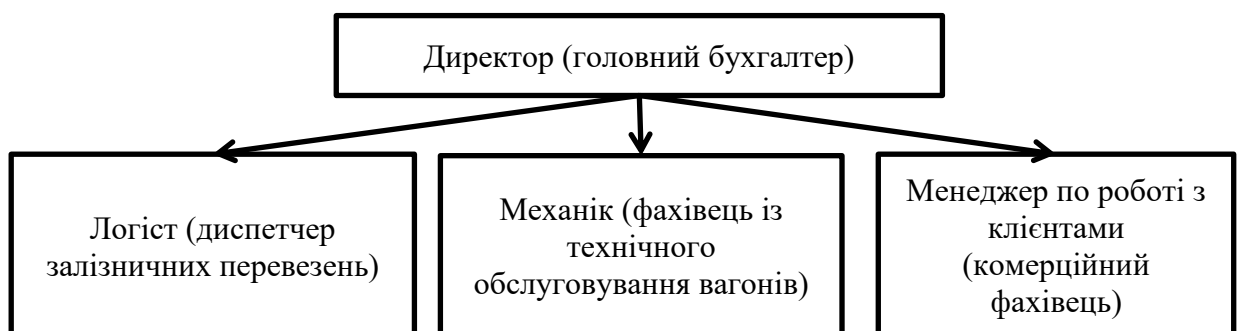 Директор (головний бухгалтер)
Логіст (диспетчер
залізничних перевезень)
Механік (фахівець із
технічного
обслуговування вагонів)
Менеджер по роботі з
клієнтами
(комерційний
фахівець)